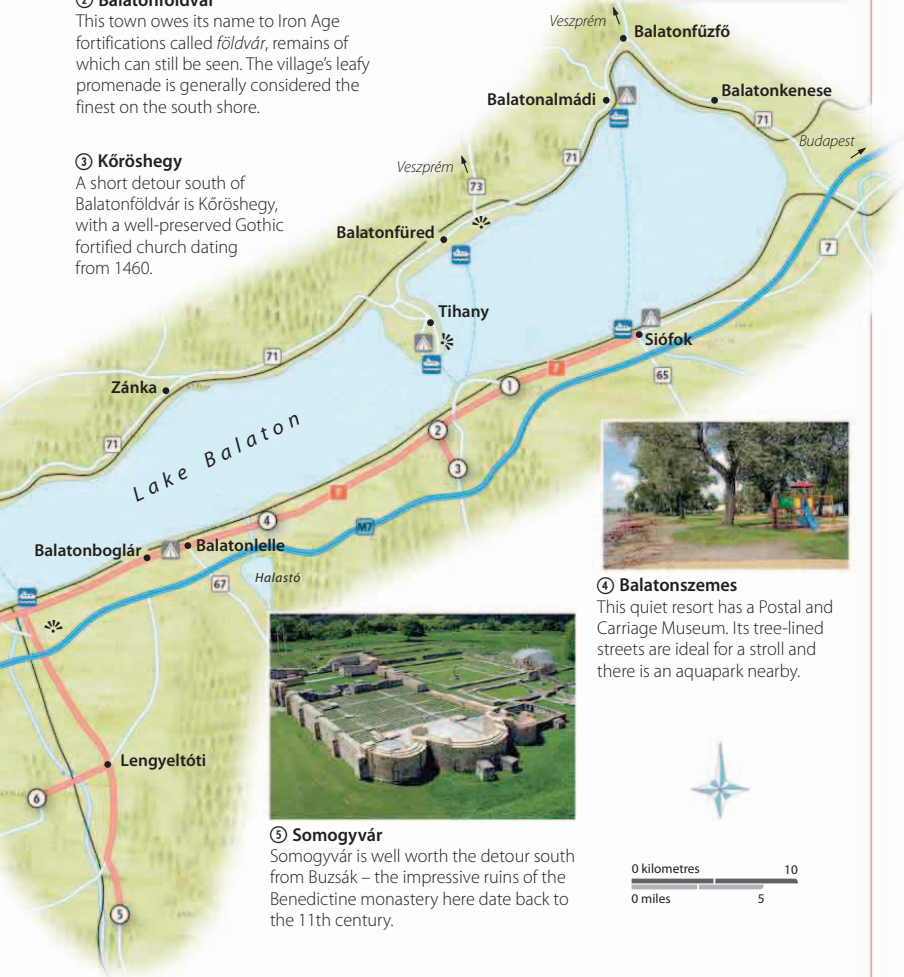 ② Balatonföldvár
This town owes its name to Iron Age
fortifications called földvár, remains of
which can still be seen. The village’s leafy
promenade is generally considered the
finest on the south shore.
③ Kőröshegy
A short detour south of
Balatonföldvár is Kőröshegy,
with a well-preserved Gothic
fortified church dating
from 1460.
Veszprém
Balatonfűzfő
Balatonalmádi
Balatonkenese
71
Budapest
71
Veszprém
73
Balatonfüred
7
Tihany
Siófok
71
7
65
Zánka
1
71
2
Lake Balaton
3
7
4
M7
Balatonboglár
Balatonlelle
67
Halastó
④ Balatonszemes
This quiet resort has a Postal and
Carriage Museum. Its tree-lined
streets are ideal for a stroll and
there is an aquapark nearby.
Lengyeltóti
6
5
⑤ Somogyvár
Somogyvár is well worth the detour south
from Buzsák – the impressive ruins of the
Benedictine monastery here date back to
the 11th century.
0 kilometres 10
0 miles 5